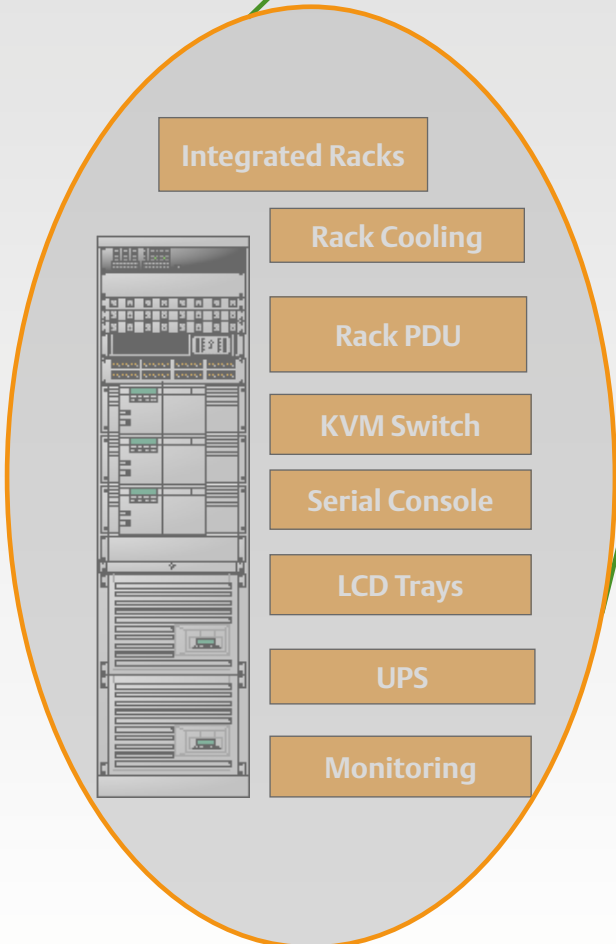 Integrated Racks
Rack Cooling
Rack PDU
KVM Switch
Serial Console
LCD Trays
UPS
Monitoring